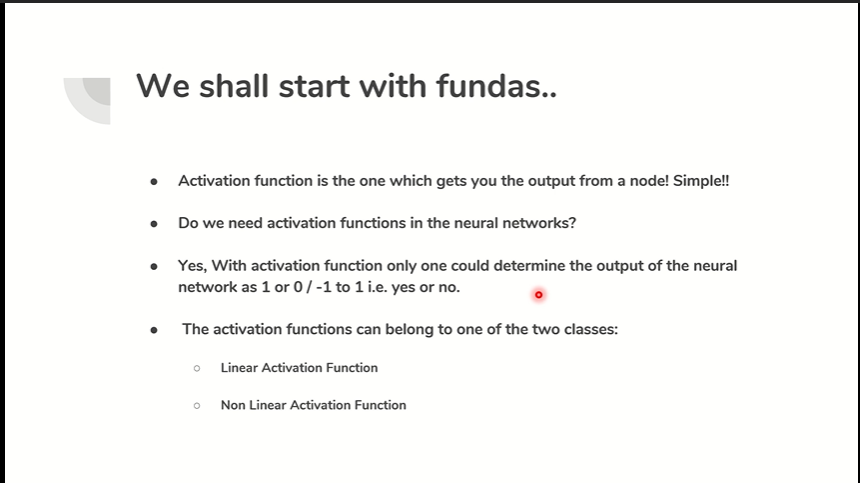 We shall start with fundas..
● Activation function is the one which gets you the output from a node! Simple!!
● Do we need activation functions in the neural networks?
● Yes, With activation function only one could determine the output of the neural
network as 1 or 0 / -1 to 1 i.e. yes or no.
● The activation functions can belong to one of the two classes:
○ Linear Activation Function
○ Non Linear Activation Function